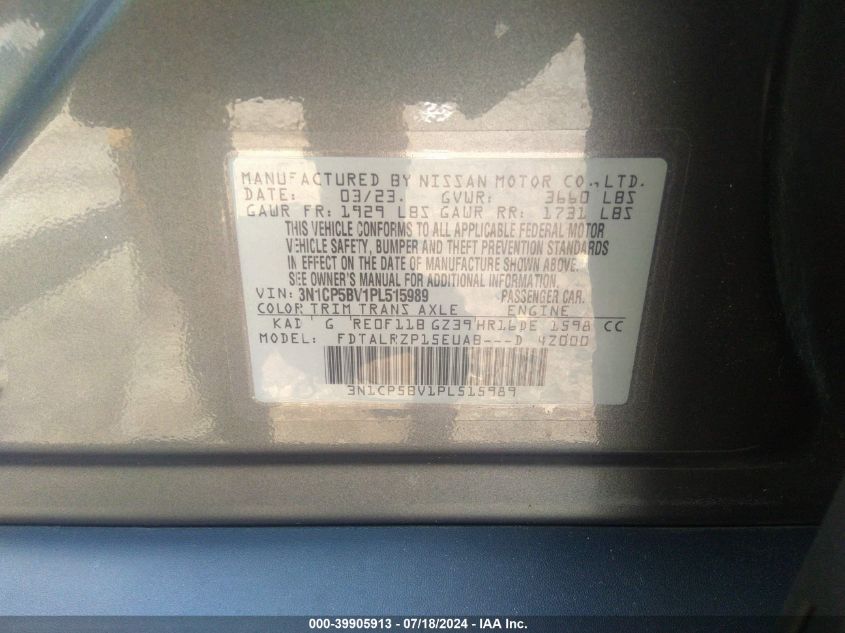 MANUFACTURED BY NISSAN MOTOR CO., LTD.
DATE: 03/23. GVWR: 3660 LBS
GAWR FR: 1929 LBS GAWR RR: 1731 LBS
THIS VEHICLE CONFORMS TO ALL APPLICABLE FEDERAL MOTOR
VEHICLE SAFETY, BUMPER AND THEFT PREVENTION STANDARDS
IN EFFECT ON THE DATE OF MANUFACTURE SHOWN ABOVE.
SEE OWNER'S MANUAL FOR ADDITIONAL INFORMATION.
VIN: 3N1CP5BV1PL515989 PASSENGER CAR.
COLOR TRIM TRANS AXLE ENGINE
KAD G RE0F11B GZ39 HR16DE 1598 CC
MODEL: FDTALRZP15EUAB---D 4Z000
3N1CP5BV1PL515989
000-39905913 - 07/18/2024 - IAA Inc.